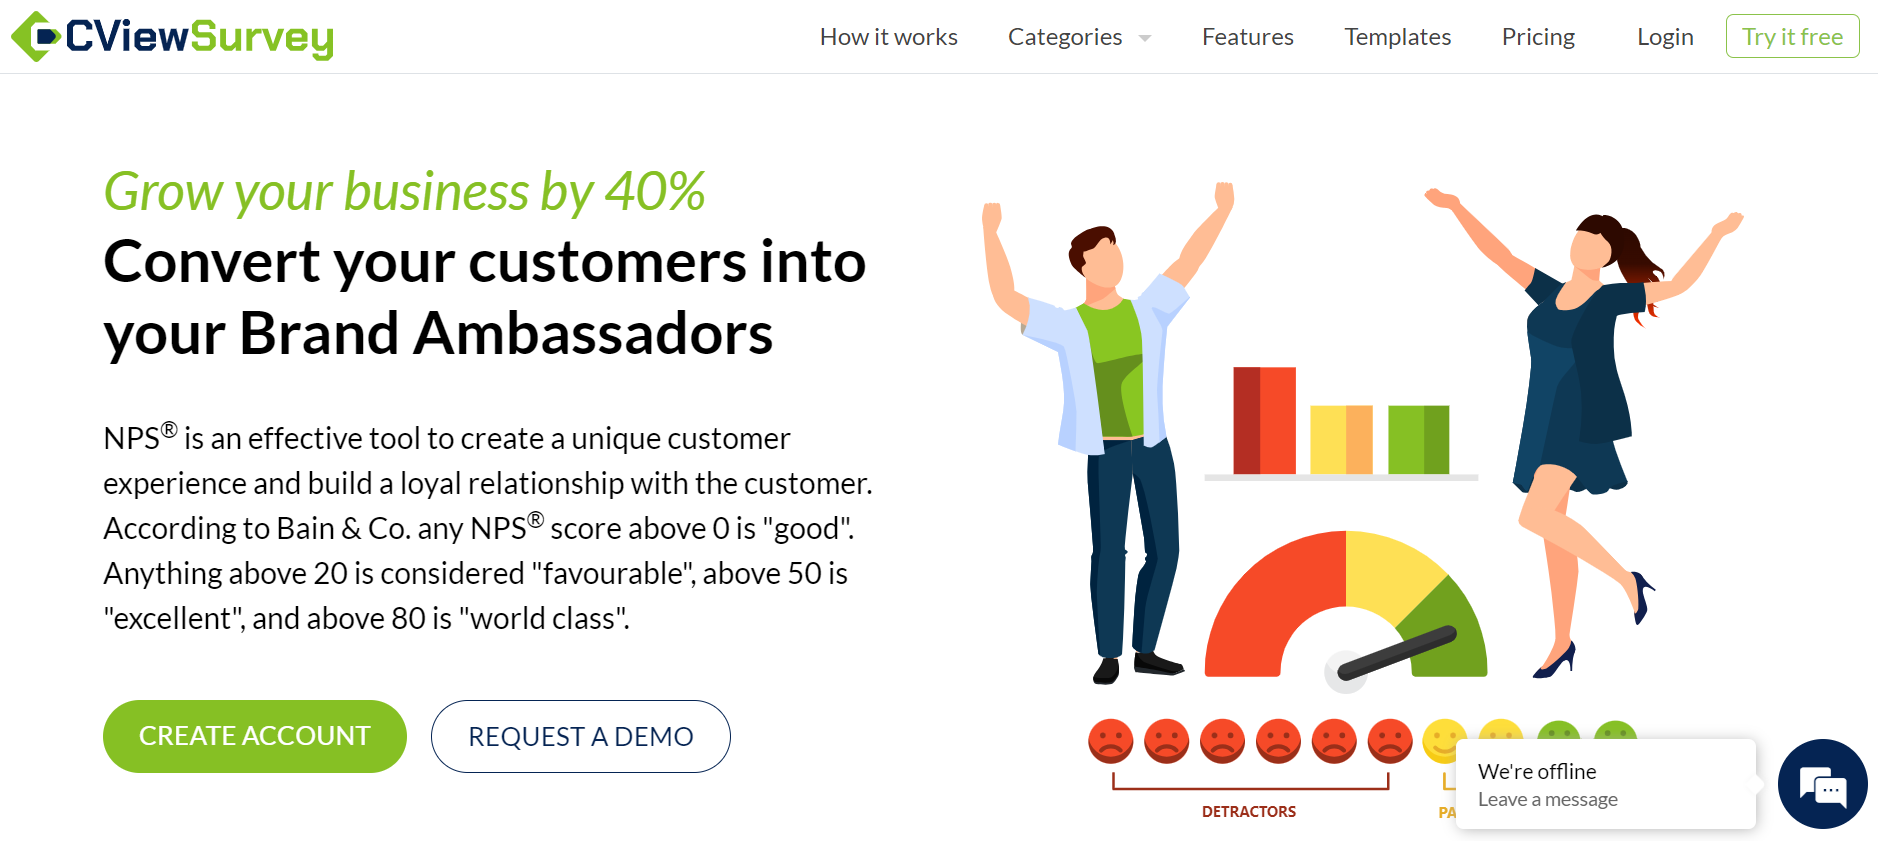 CViewSurvey
How it works
Categories
Features
Templates
Pricing
Login
Try it free
Grow your business by 40%
Convert your customers into
your Brand Ambassadors
NPS® is an effective tool to create a unique customer
experience and build a loyal relationship with the customer.
According to Bain & Co. any NPS® score above 0 is "good".
Anything above 20 is considered "favourable", above 50 is
"excellent", and above 80 is "world class".
CREATE ACCOUNT
REQUEST A DEMO
DETRACTORS
PA
We're offline
Leave a message